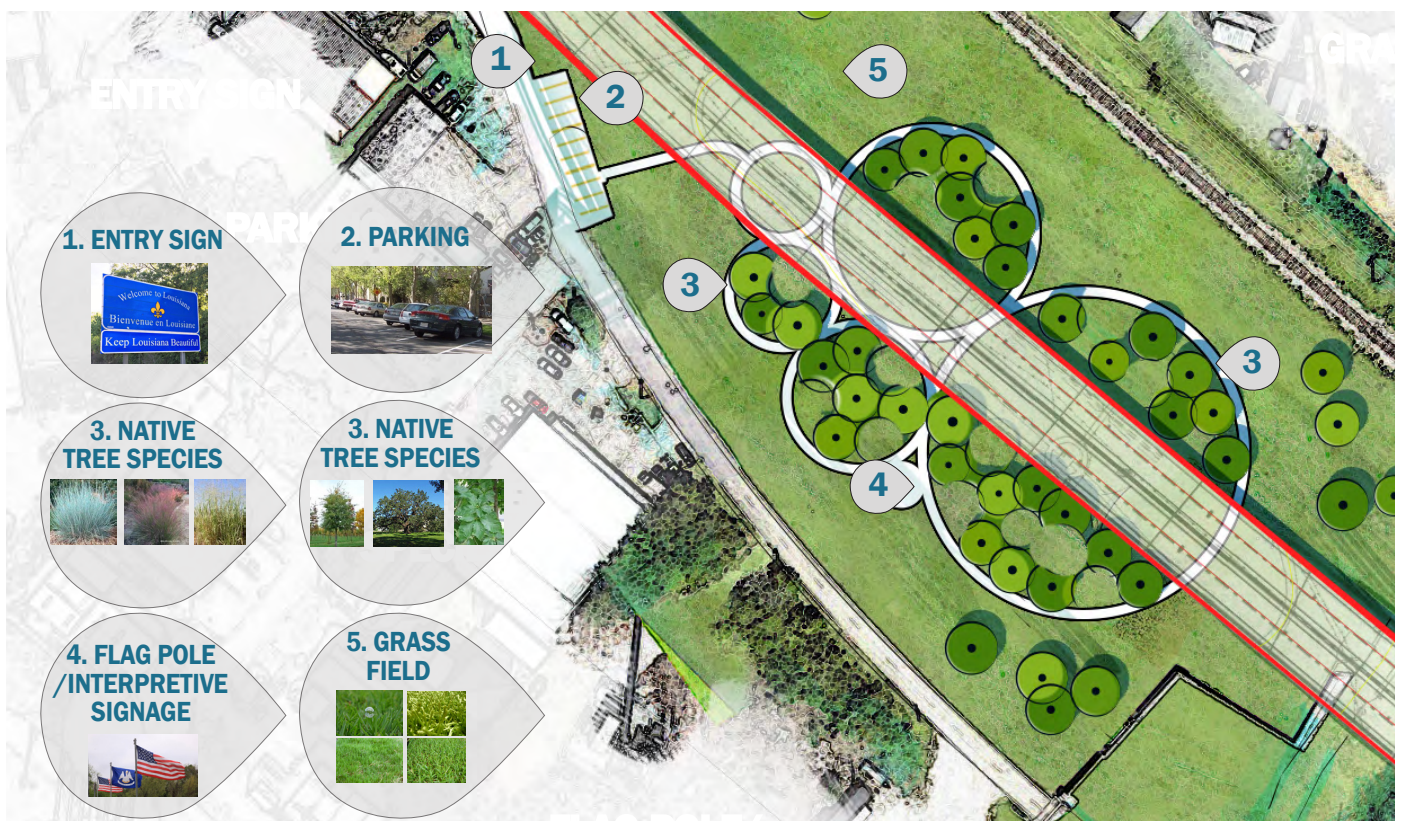 1
2
5
ENTRY SIGN
GR
1. ENTRY SIGN
PARK
2. PARKING
Welcome to Louisiana
Bienvenue en Louisiane
Keep Louisiana Beautiful
3
3
3. NATIVE
TREE SPECIES
3. NATIVE
TREE SPECIES
4
4. FLAG POLE
/INTERPRETIVE
SIGNAGE
5. GRASS
FIELD